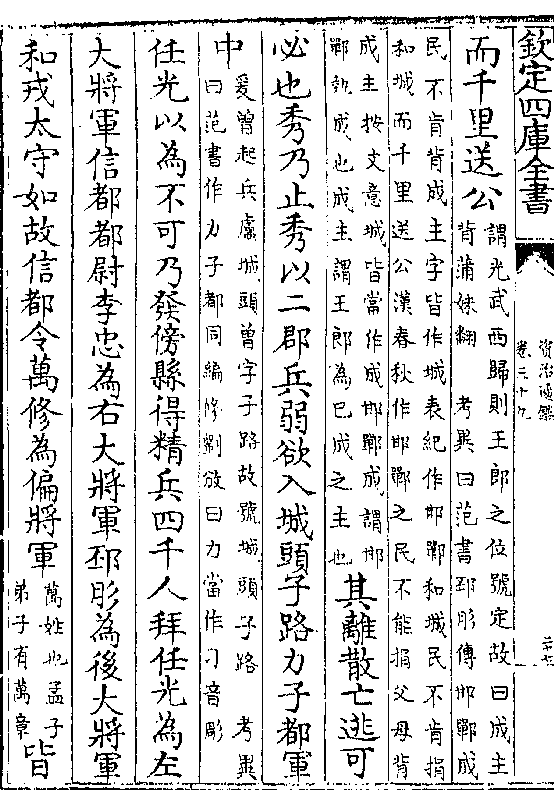 欽定四庫全書
資治通鑑
卷三十九
而千里送公
謂光武西歸則王郎之位號定故曰成主
背蒲妹翻　考異曰范書邳彤傳邯鄲成
民不肯背成主字皆作城袁紀作邯鄲和城民不肯捐
和城而千里送公漢春秋作邯鄲之民不能捐父母背
成主按文意城皆當作成邯鄲成謂邯
鄲勢成也成主謂王郎為已成之主也
其離散亡逃可
必也秀乃止秀以二郡兵弱欲入城頭子路力子都軍
中
爰曾起兵盧城頭曾字子路故號城頭子路　考異
曰范書作力子都同編修劉攽曰力當作刁音彫
任光以為不可乃發傍縣得精兵四千人拜任光為左
大將軍信都都尉李忠為右大將軍邳彤為後大將軍
和戎太守如故信都令萬修為偏將軍
萬姓也孟子
弟子有萬章
皆